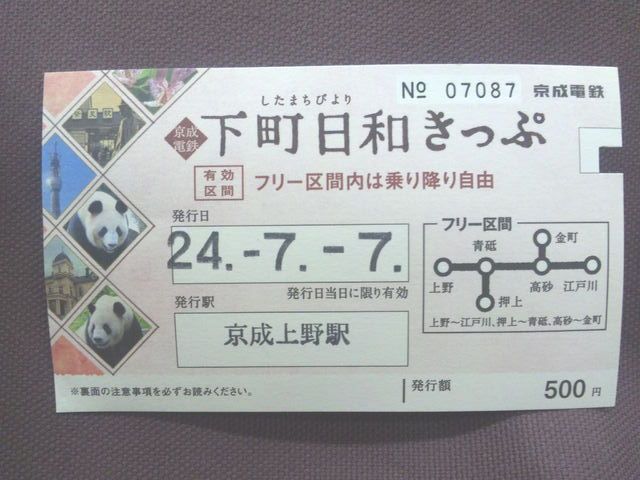 № 07087 京成電鉄
したまちびより
京成電鉄 下町日和きっぷ
有効区間 フリー区間内は乗り降り自由
発行日
24.-7.-7.
発行日当日に限り有効
発行駅
京成上野駅
フリー区間
青砥 金町
上野 高砂 江戸川
押上
上野〜江戸川、押上〜青砥、高砂〜金町
※裏面の注意事項を必ずお読みください。
発行額 500円